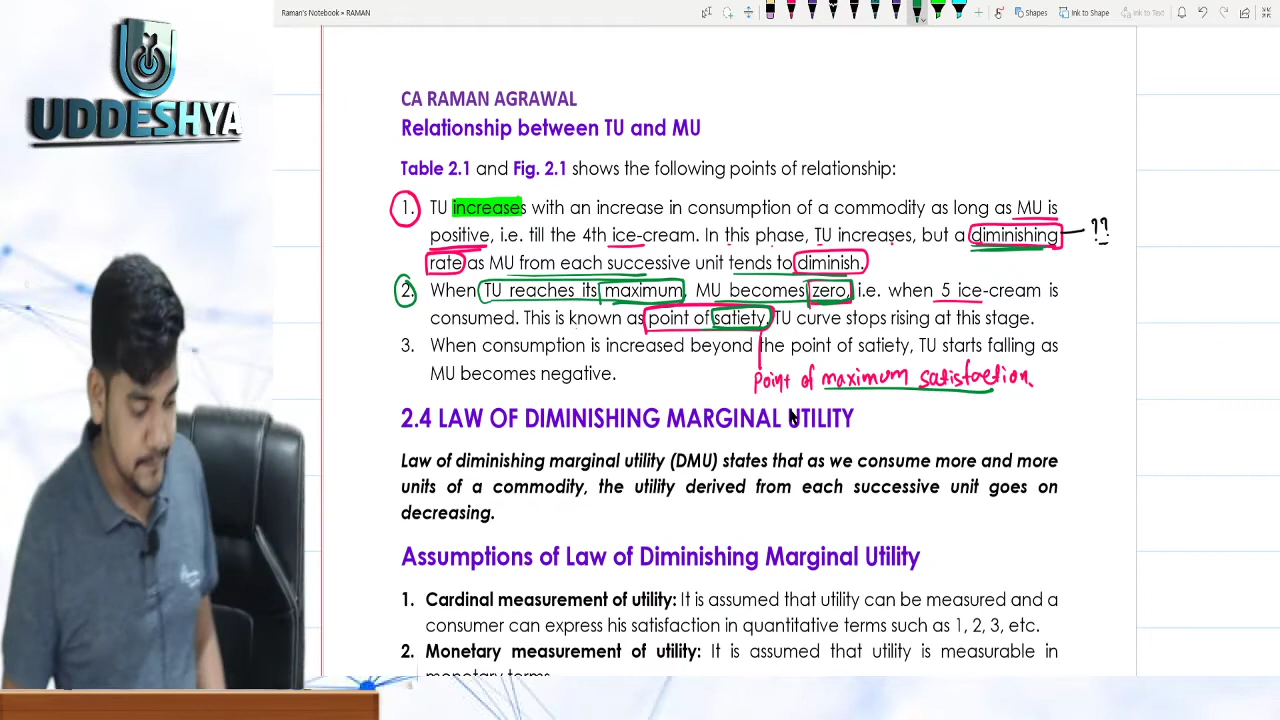 Raman's Notebook » RAMAN
Shapes
Ink to Shape
Ink to Text
UDDESHYA
CA RAMAN AGRAWAL
Relationship between TU and MU
Table 2.1 and Fig. 2.1 shows the following points of relationship:
1. TU increases with an increase in consumption of a commodity as long as MU is
positive, i.e. till the 4th ice-cream. In this phase, TU increases, but a diminishing ??
rate as MU from each successive unit tends to diminish.
2. When TU reaches its maximum, MU becomes zero, i.e. when 5 ice-cream is
consumed. This is known as point of satiety. TU curve stops rising at this stage.
3. When consumption is increased beyond the point of satiety, TU starts falling as
MU becomes negative.
Point of maximum satisfaction.
2.4 LAW OF DIMINISHING MARGINAL UTILITY
Law of diminishing marginal utility (DMU) states that as we consume more and more
units of a commodity, the utility derived from each successive unit goes on
decreasing.
Assumptions of Law of Diminishing Marginal Utility
1. Cardinal measurement of utility: It is assumed that utility can be measured and a
consumer can express his satisfaction in quantitative terms such as 1, 2, 3, etc.
2. Monetary measurement of utility: It is assumed that utility is measurable in
monetary terms.